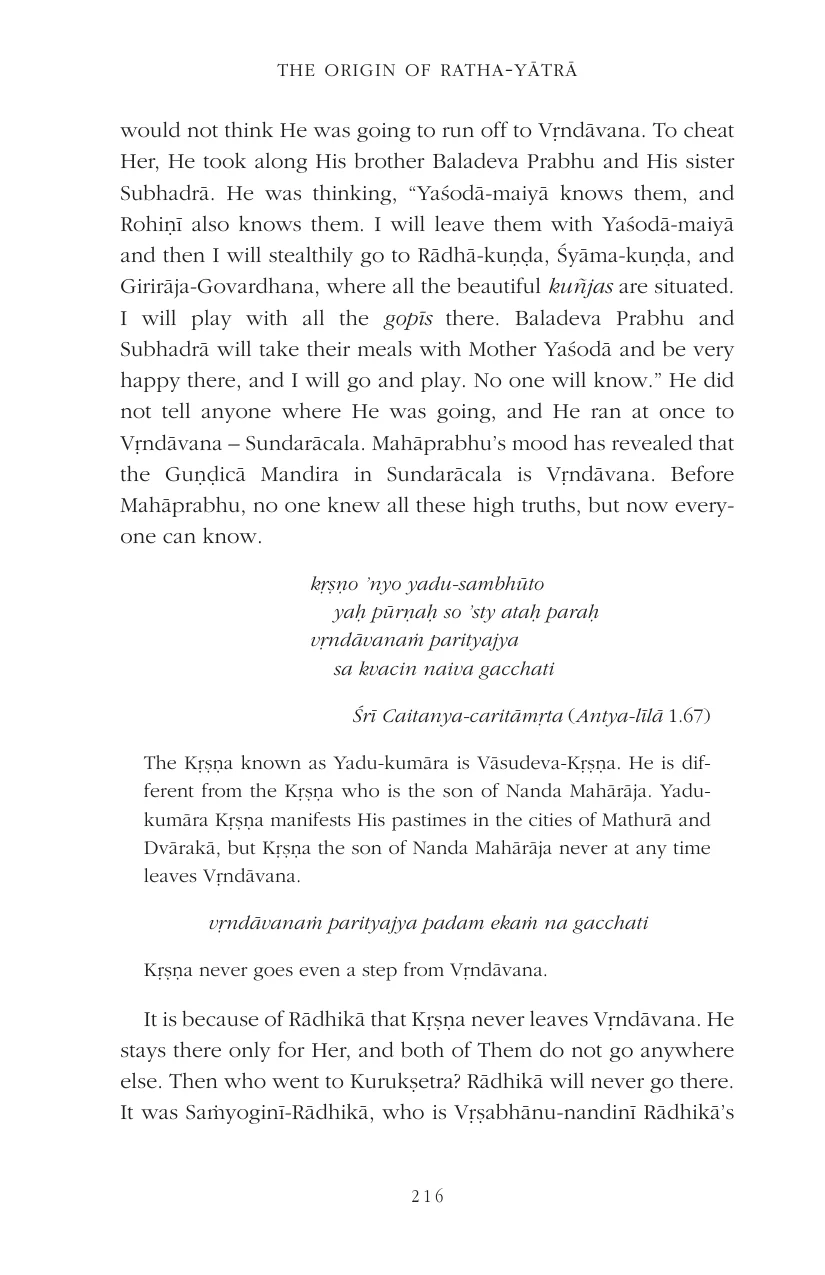 THE ORIGIN OF RATHA-YĀTRĀ
would not think He was going to run off to Vṛndāvana. To cheat
Her, He took along His brother Baladeva Prabhu and His sister
Subhadrā. He was thinking, “Yaśodā-maiyā knows them, and
Rohiṇī also knows them. I will leave them with Yaśodā-maiyā
and then I will stealthily go to Rādhā-kuṇḍa, Śyāma-kuṇḍa, and
Girirāja-Govardhana, where all the beautiful kuñjas are situated.
I will play with all the gopīs there. Baladeva Prabhu and
Subhadrā will take their meals with Mother Yaśodā and be very
happy there, and I will go and play. No one will know.” He did
not tell anyone where He was going, and He ran at once to
Vṛndāvana – Sundarācala. Mahāprabhu’s mood has revealed that
the Guṇḍicā Mandira in Sundarācala is Vṛndāvana. Before
Mahāprabhu, no one knew all these high truths, but now every-
one can know.
kṛṣṇo ’nyo yadu-sambhūto
yaḥ pūrṇaḥ so ’sty ataḥ paraḥ
vṛndāvanaṁ parityajya
sa kvacin naiva gacchati
Śrī Caitanya-caritāmṛta (Antya-līlā 1.67)
The Kṛṣṇa known as Yadu-kumāra is Vāsudeva-Kṛṣṇa. He is dif-
ferent from the Kṛṣṇa who is the son of Nanda Mahārāja. Yadu-
kumāra Kṛṣṇa manifests His pastimes in the cities of Mathurā and
Dvārakā, but Kṛṣṇa the son of Nanda Mahārāja never at any time
leaves Vṛndāvana.
vṛndāvanaṁ parityajya padam ekaṁ na gacchati
Kṛṣṇa never goes even a step from Vṛndāvana.
It is because of Rādhikā that Kṛṣṇa never leaves Vṛndāvana. He
stays there only for Her, and both of Them do not go anywhere
else. Then who went to Kurukṣetra? Rādhikā will never go there.
It was Saṁyoginī-Rādhikā, who is Vṛṣabhānu-nandinī Rādhikā’s
216